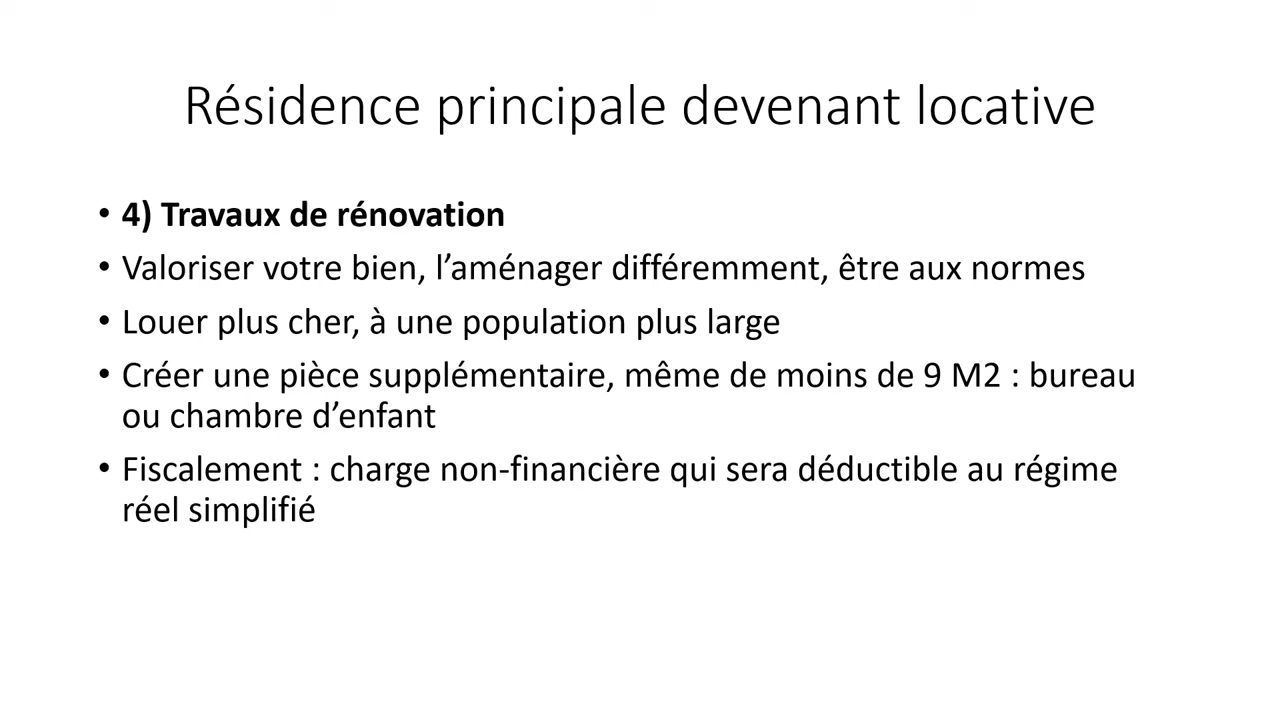 Résidence principale devenant locative
• 4) Travaux de rénovation
• Valoriser votre bien, l’aménager différemment, être aux normes
• Louer plus cher, à une population plus large
• Créer une pièce supplémentaire, même de moins de 9 M2 : bureau
ou chambre d’enfant
• Fiscalement : charge non-financière qui sera déductible au régime
réel simplifié